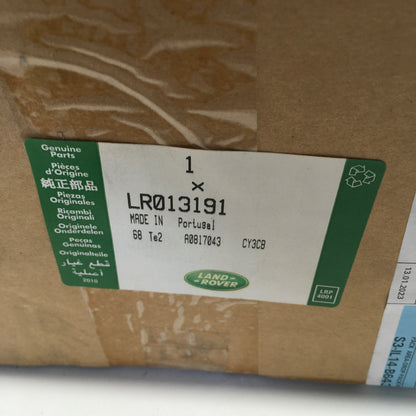 Genuine
Parts
Pièces
d'Origine
純正部品
Piezas
Originales
Ricambi
Originali
Originele
Onderdelen
Peças
Genuínas
Originalteile
قطع غيار
أصلية
2010
1
x
LR013191
MADE IN Portugal
68 Te2 A0817043 CY3CB
LAND-
ROVER
LRP
4001
13.01.2023